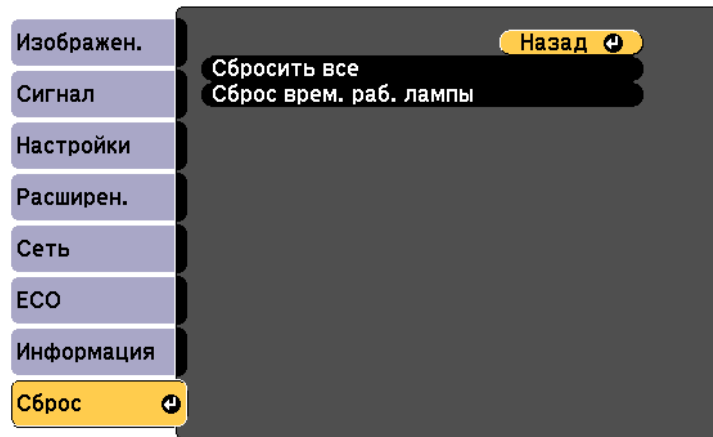 Изображен.
Сигнал
Настройки
Расширен.
Сеть
ECO
Информация
Сброс
Назад
Сбросить все
Сброс врем. раб. лампы